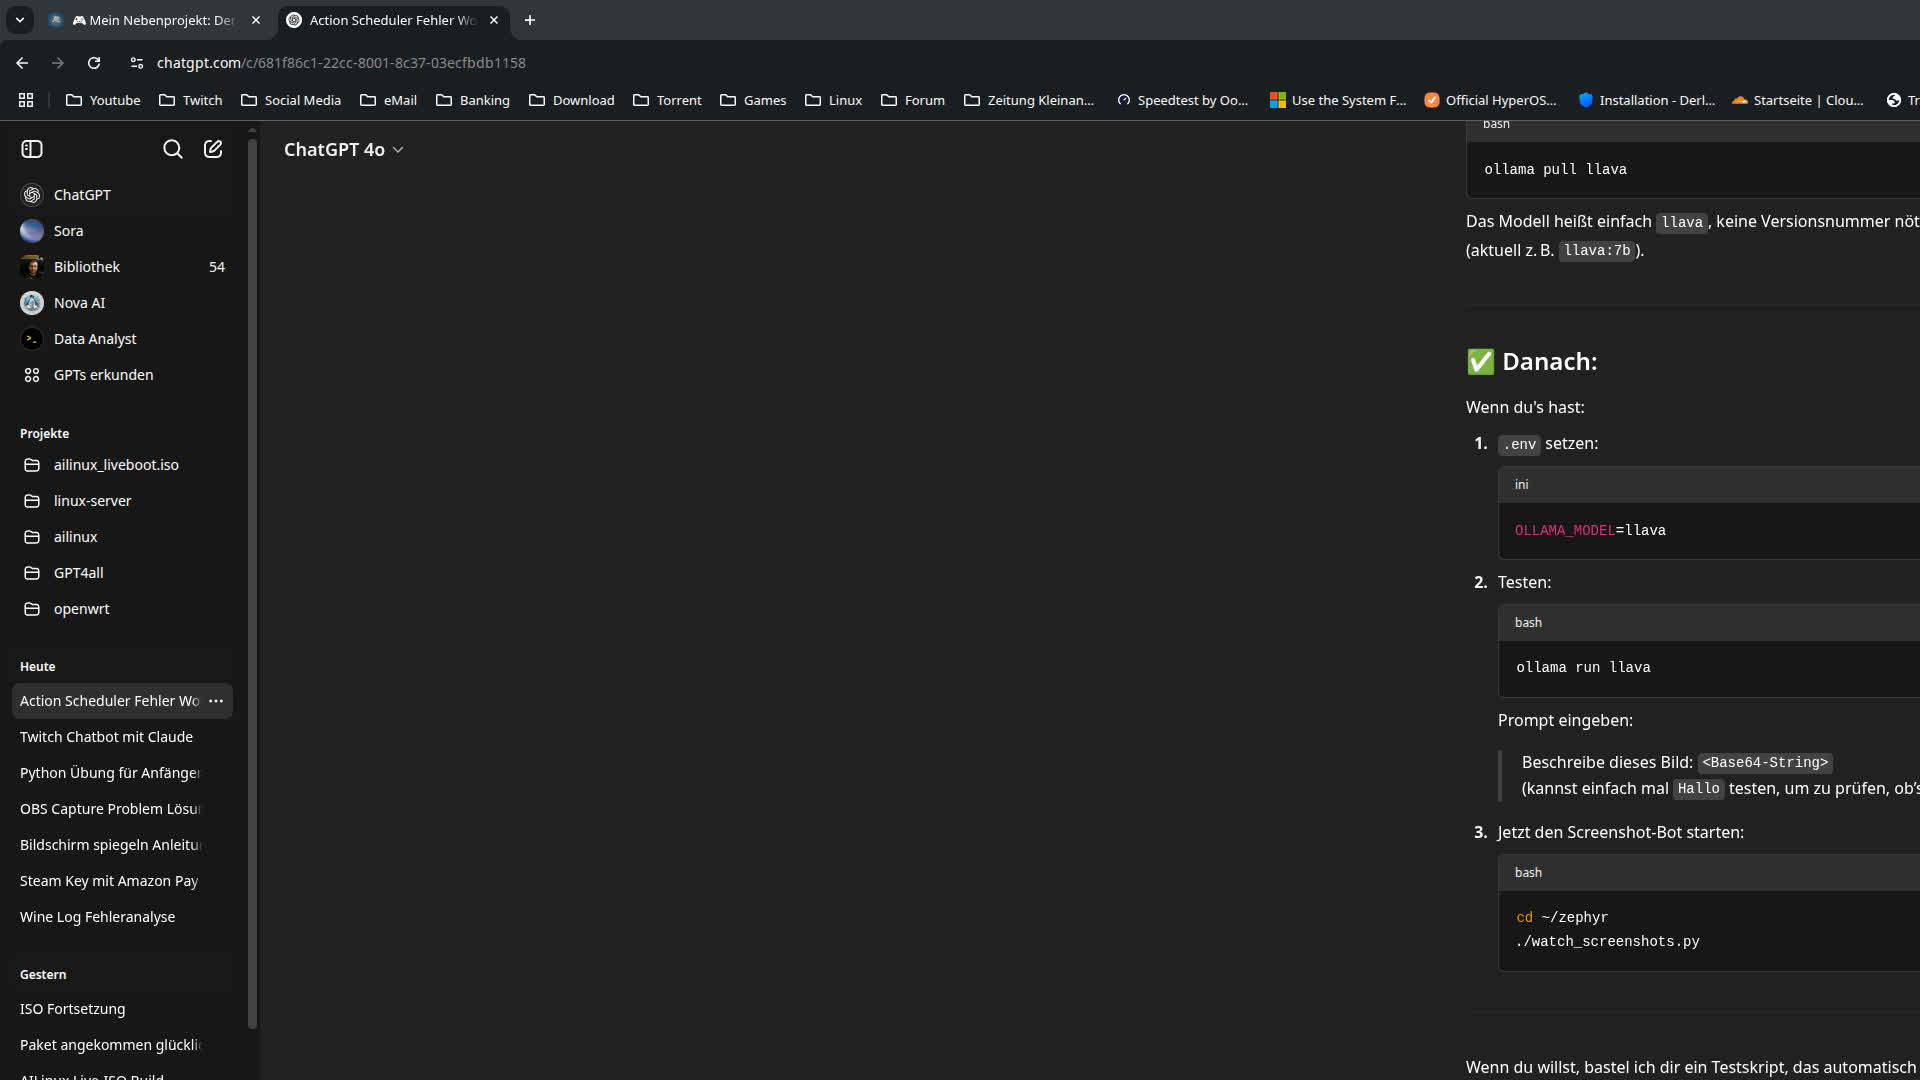 🎮 Mein Nebenprojekt: Der
Action Scheduler Fehler Wo
chatgpt.com/c/681f86c1-22cc-8001-8c37-03ecfbdb1158
Youtube
Twitch
Social Media
eMail
Banking
Download
Torrent
Games
Linux
Forum
Zeitung Kleinan...
Speedtest by Oo...
Use the System F...
Official HyperOS...
Installation - Derl...
Startseite | Clou...
Tr
ChatGPT 4o
ChatGPT
Sora
Bibliothek 54
Nova AI
Data Analyst
GPTs erkunden
Projekte
ailinux_liveboot.iso
linux-server
ailinux
GPT4all
openwrt
Heute
Action Scheduler Fehler Wo
Twitch Chatbot mit Claude
Python Übung für Anfänger
OBS Capture Problem Lösu
Bildschirm spiegeln Anleitu
Steam Key mit Amazon Pay
Wine Log Fehleranalyse
Gestern
ISO Fortsetzung
Paket angekommen glückli
AILinux Live ISO Build
bash
ollama pull llava
Das Modell heißt einfach llava, keine Versionsnummer nöt
(aktuell z. B. llava:7b).
✅ Danach:
Wenn du's hast:
1. .env setzen:
ini
OLLAMA_MODEL=llava
2. Testen:
bash
ollama run llava
Prompt eingeben:
Beschreibe dieses Bild: <Base64-String>
(kannst einfach mal Hallo testen, um zu prüfen, ob's
3. Jetzt den Screenshot-Bot starten:
bash
cd ~/zephyr
./watch_screenshots.py
Wenn du willst, bastel ich dir ein Testskript, das automatisch